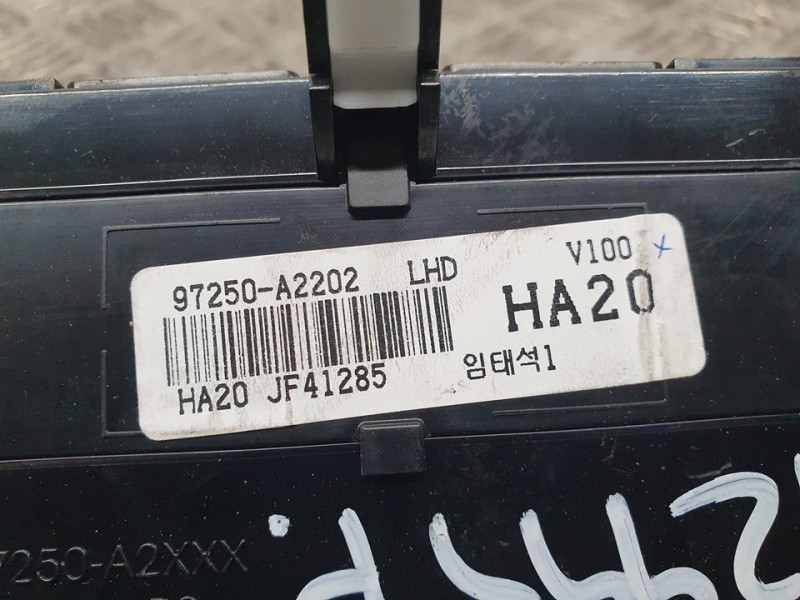 97250-A2202 LHD V100 x
HA20
HA20 JF41285 임태석1
7250-A2XXX